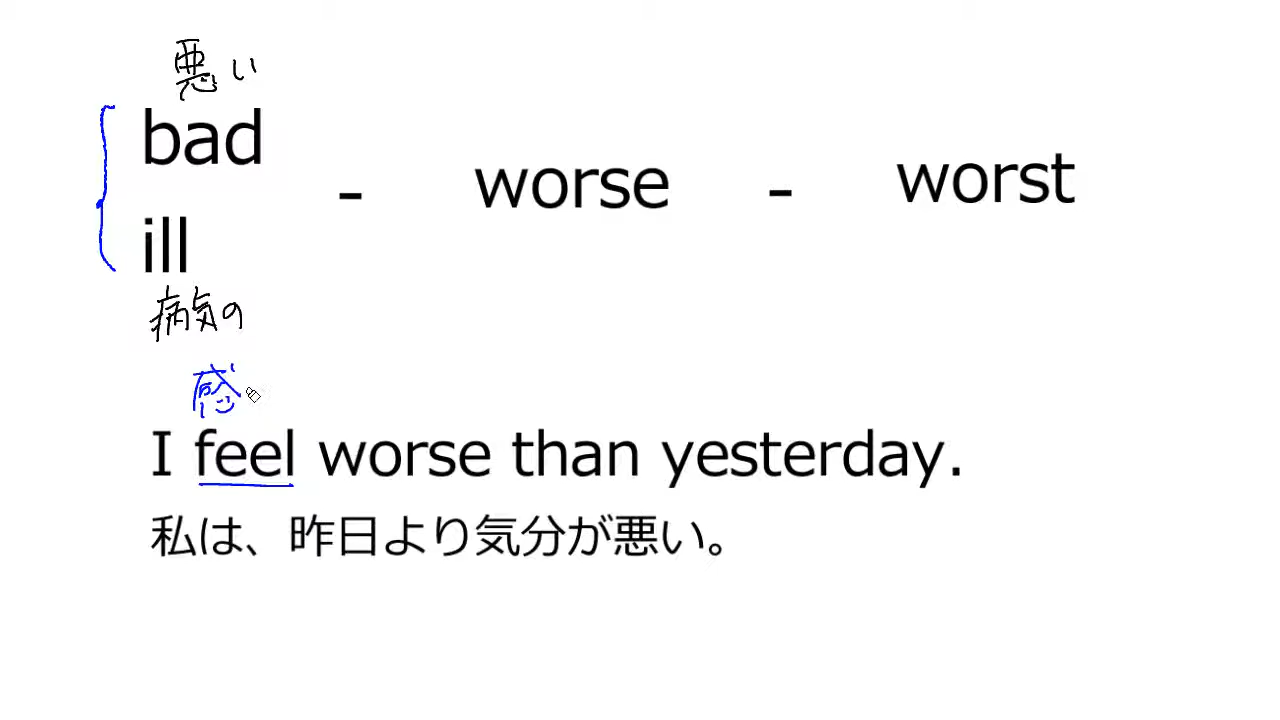 悪い
bad
ill
- worse - worst
病気の
感
I feel worse than yesterday.
私は、昨日より気分が悪い。